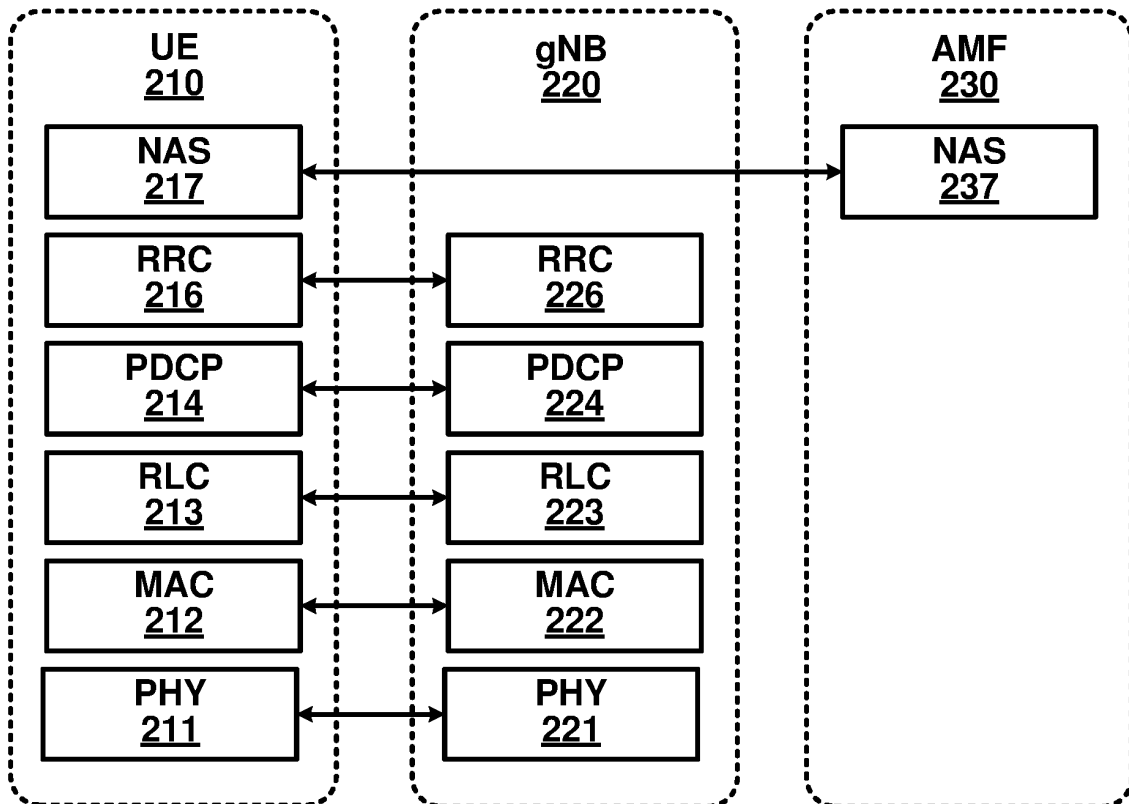 UE
210
gNB
220
AMF
230
NAS
217
NAS
237
RRC
216
RRC
226
PDCP
214
PDCP
224
RLC
213
RLC
223
MAC
212
MAC
222
PHY
211
PHY
221